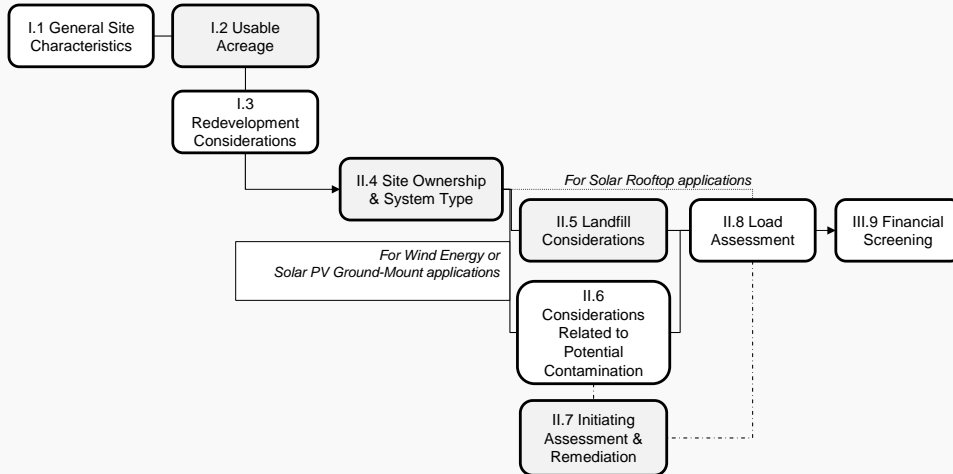 I.1 General Site
Characteristics
I.2 Usable
Acreage
I.3
Redevelopment
Considerations
II.4 Site Ownership
& System Type
For Solar Rooftop applications
II.5 Landfill
Considerations
II.8 Load
Assessment
III.9 Financial
Screening
For Wind Energy or
Solar PV Ground-Mount applications
II.6
Considerations
Related to
Potential
Contamination
II.7 Initiating
Assessment &
Remediation